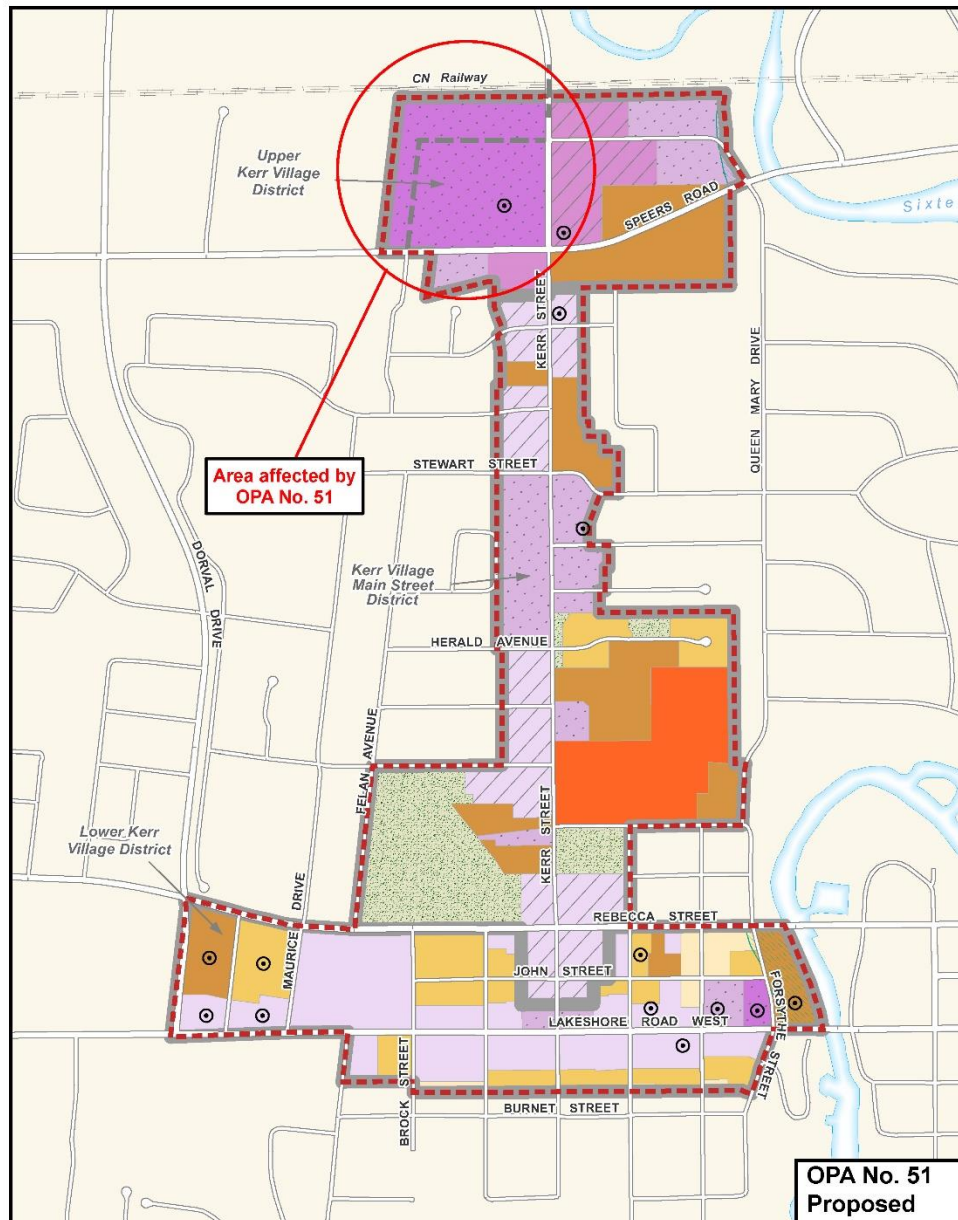 CN Railway
Upper
Kerr Village
District
SPEERS ROAD
Sixte
KERR STREET
QUEEN MARY DRIVE
Area affected by
OPA No. 51
STEWART STREET
DORVAL DRIVE
Kerr Village
Main Street
District
HERALD AVENUE
FELAN AVENUE
KERR STREET
Lower Kerr
Village District
MAURICE DRIVE
REBECCA STREET
JOHN STREET
LAKESHORE ROAD WEST
FORSYTHE STREET
BROCK STREET
BURNET STREET
OPA No. 51
Proposed